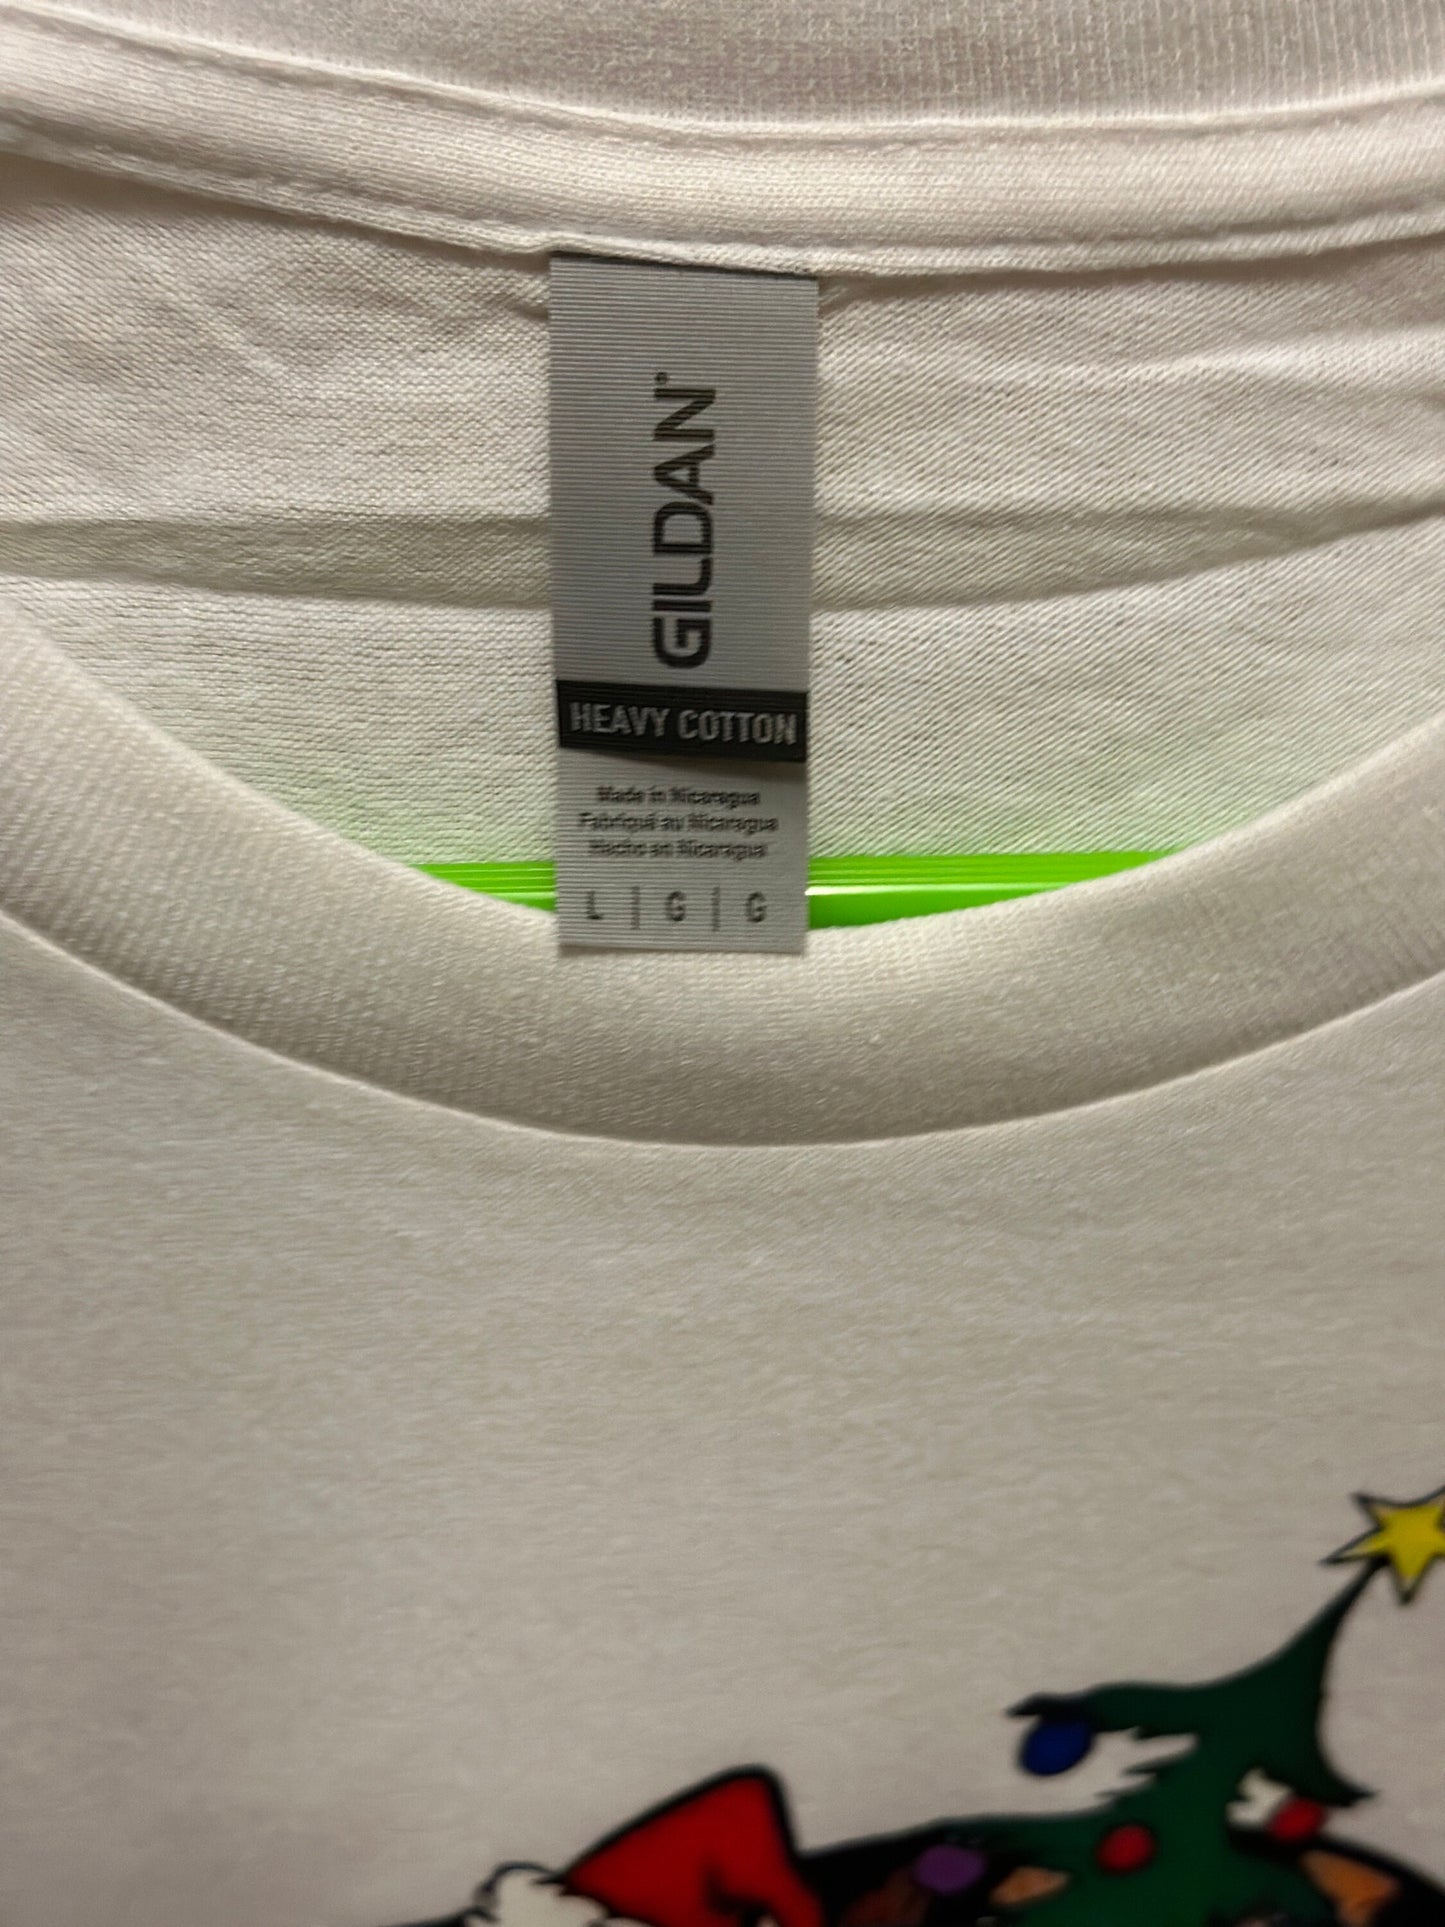 GILDAN®
HEAVY COTTON
Made in Nicaragua
Fabriqué au Nicaragua
Hecho en Nicaragua
L | G | G